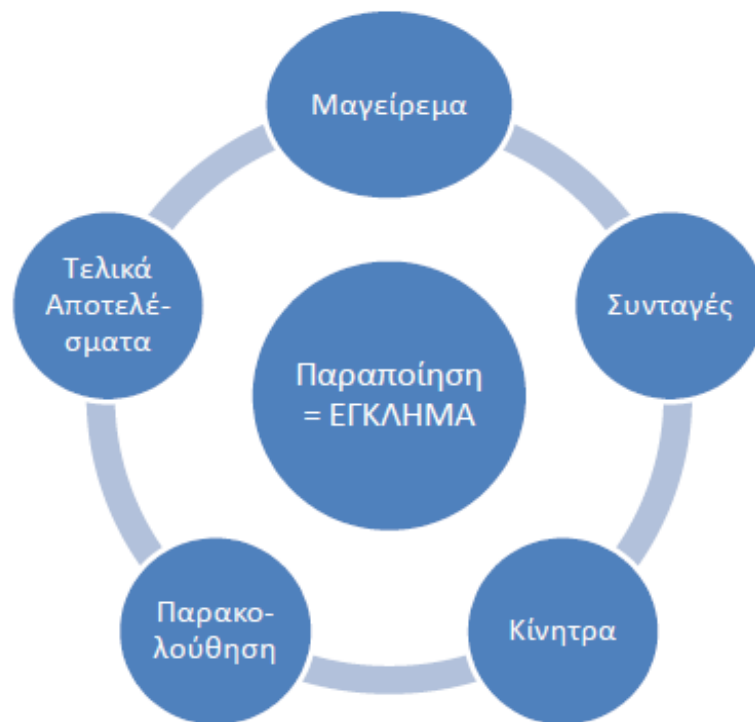 Μαγείρεμα
Συνταγές
Κίνητρα
Παρακο-
λούθηση
Τελικά
Αποτελέ-
σματα
Παραποίηση
= ΕΓΚΛΗΜΑ